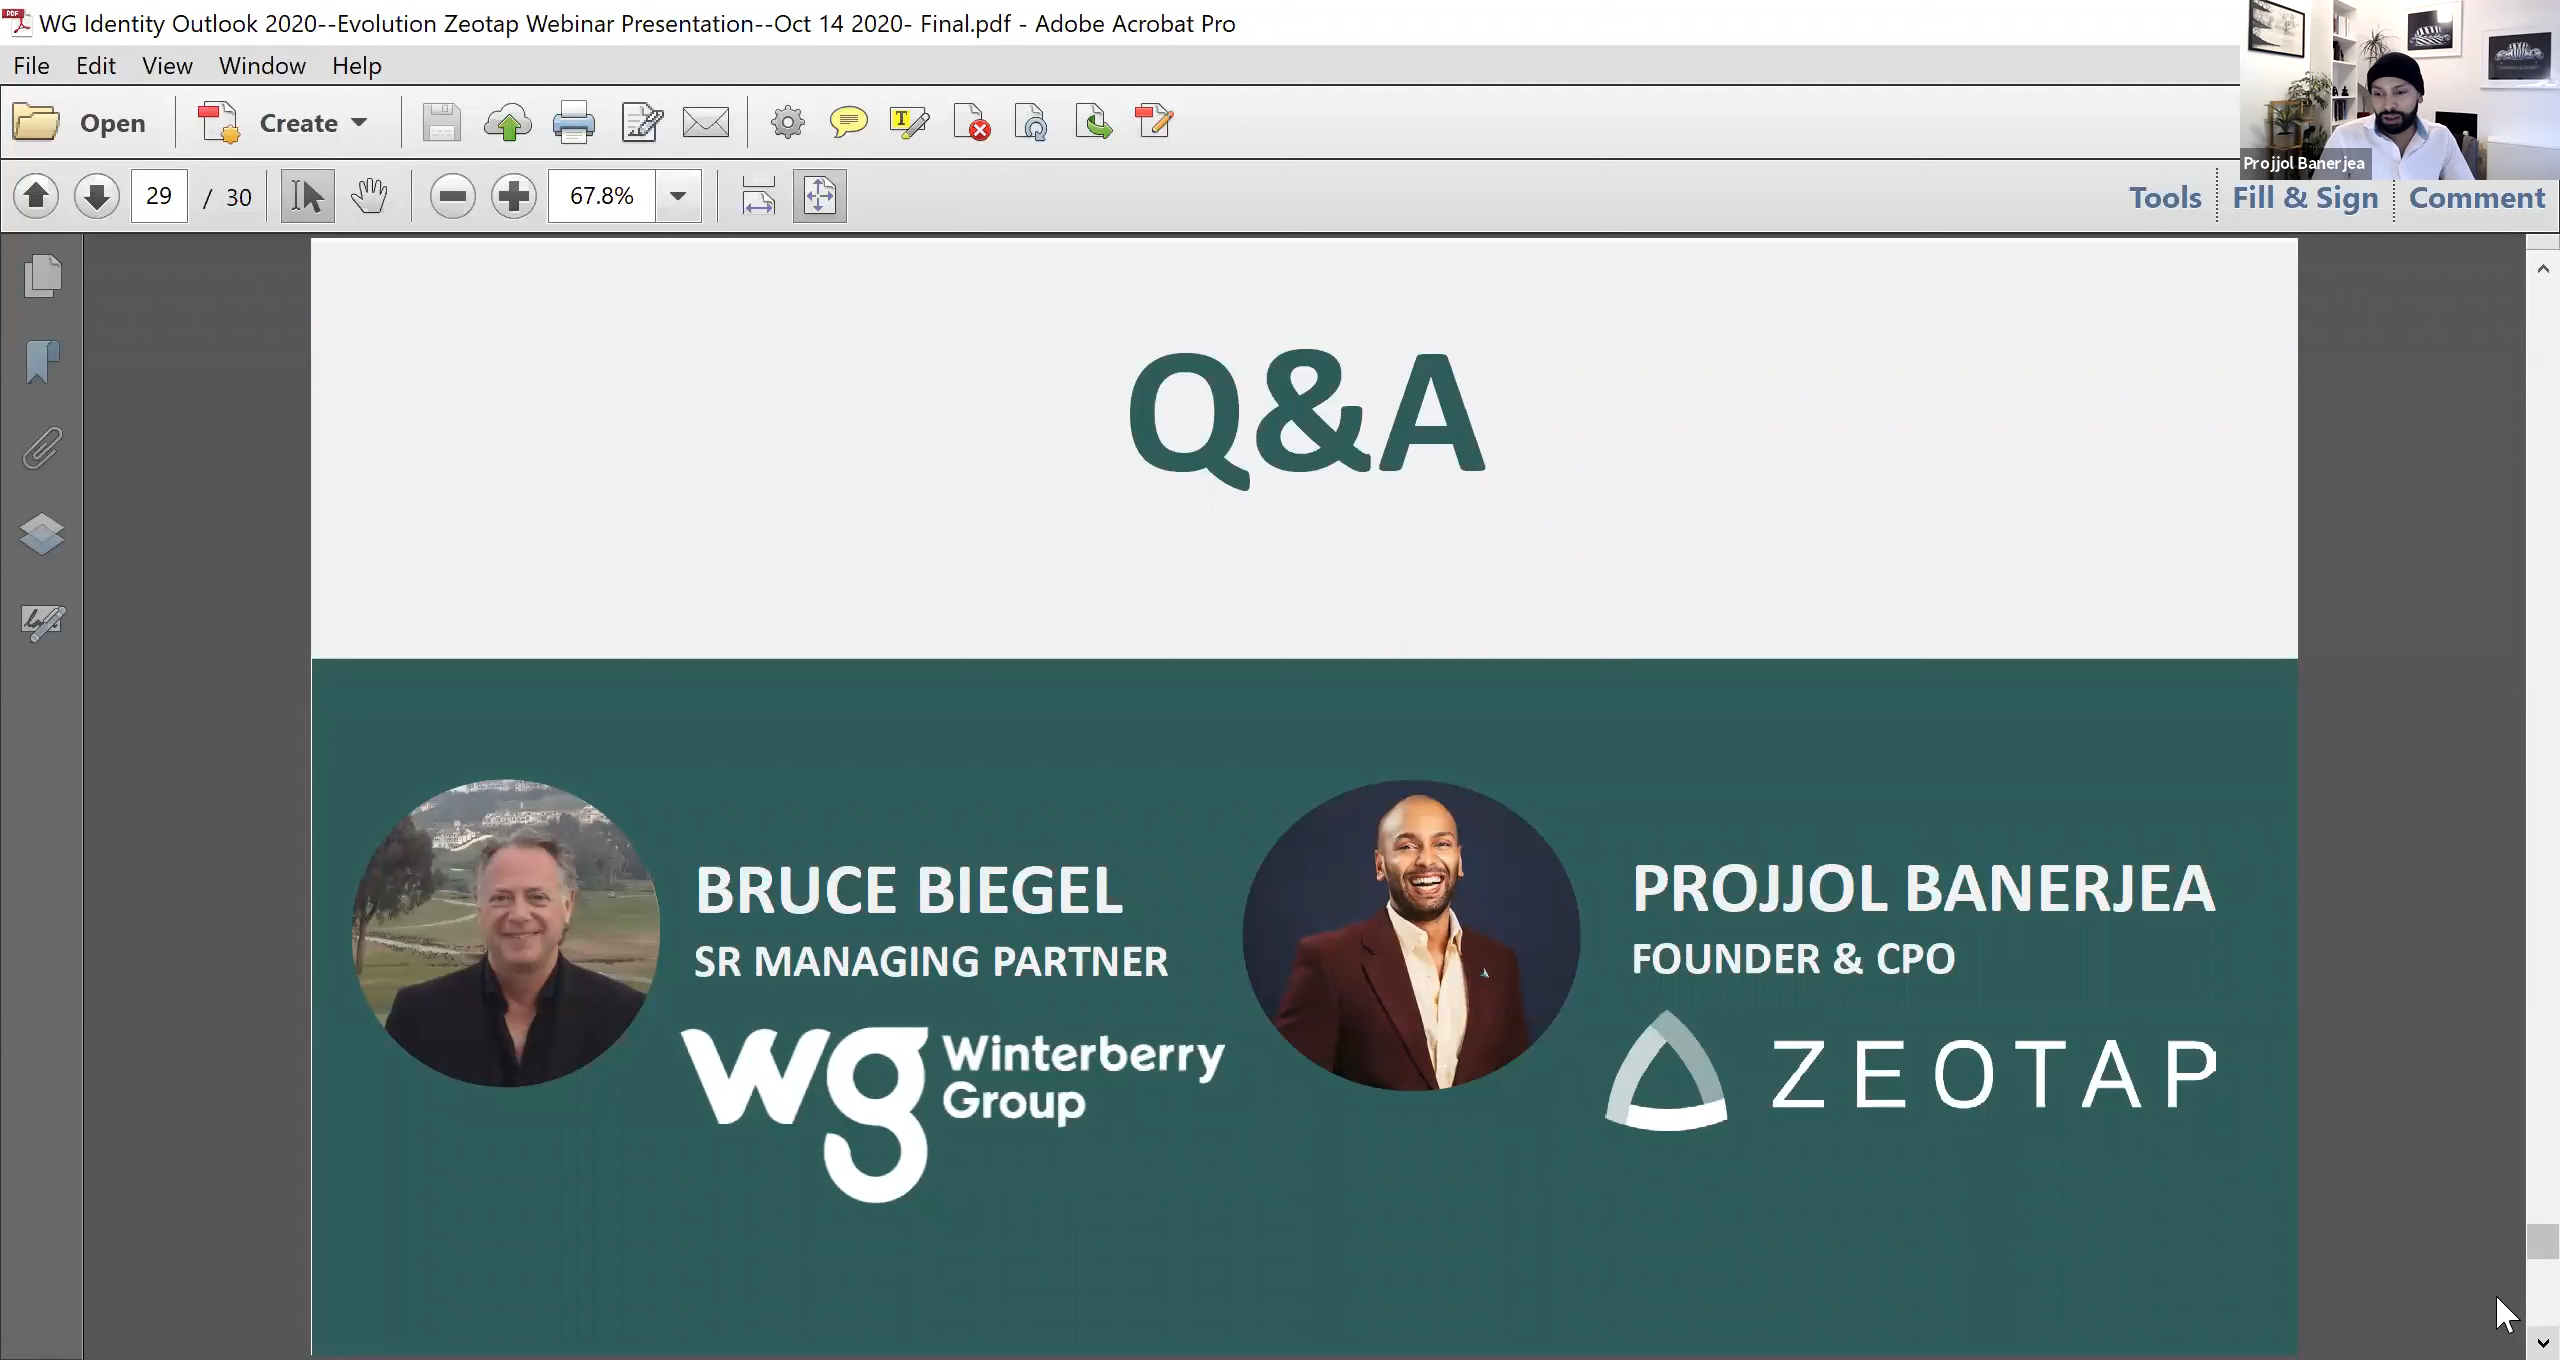 WG Identity Outlook 2020--Evolution Zeotap Webinar Presentation--Oct 14 2020- Final.pdf - Adobe Acrobat Pro
File Edit View Window Help
Open Create
Projjol Banerjea
29 / 30 67.8% Tools Fill & Sign Comment
Q&A
BRUCE BIEGEL
SR MANAGING PARTNER
wg Winterberry
Group
PROJJOL BANERJEA
FOUNDER & CPO
ZEOTAP